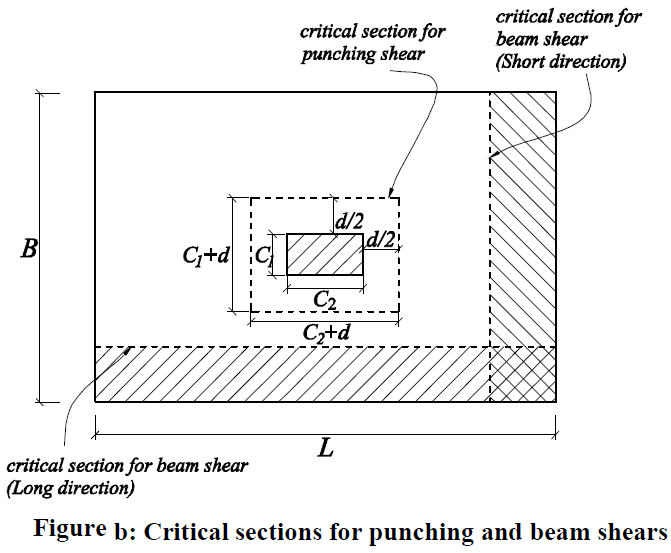 critical section for
punching shear
critical section for
beam shear
(Short direction)
B
C₁+d
C₁
d/2
d/2
C₂
C₂+d
L
critical section for beam shear
(Long direction)
Figure b: Critical sections for punching and beam shears